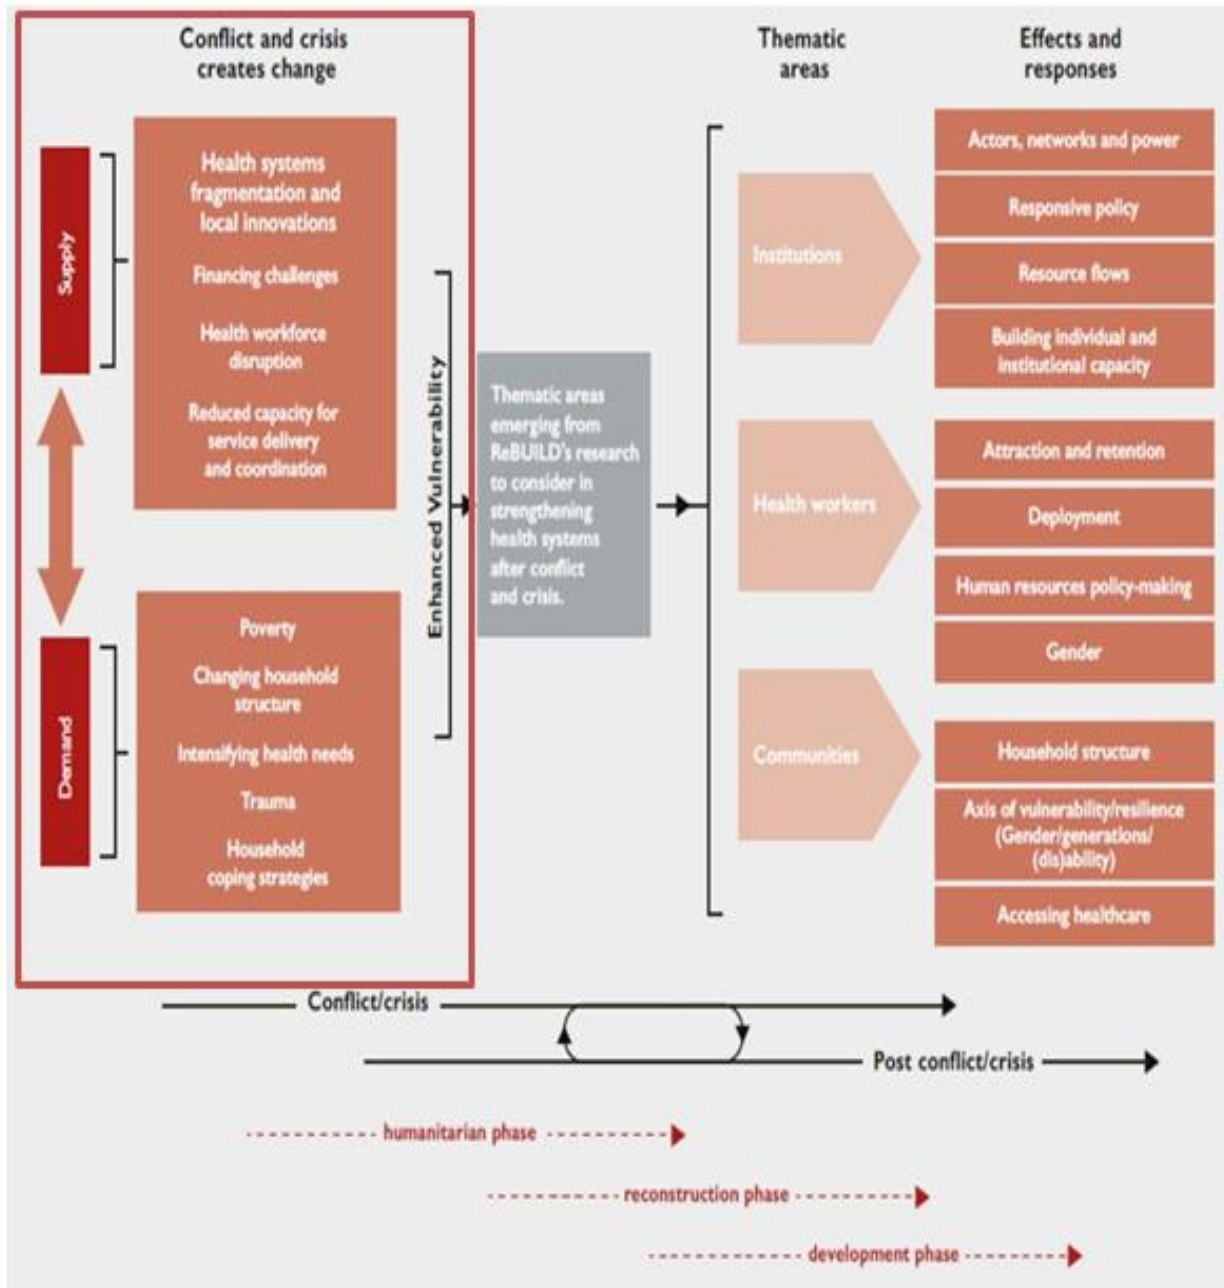 Conflict and crisis
creates change
Thematic
areas
Effects and
responses
Supply
Health systems
fragmentation and
local innovations
Financing challenges
Health workforce
disruption
Reduced capacity for
service delivery
and coordination
Demand
Poverty
Changing household
structure
Intensifying health needs
Trauma
Household
coping strategies
Enhanced Vulnerability
Thematic areas
emerging from
ReBUILD's research
to consider in
strengthening
health systems
after conflict
and crisis.
Institutions
Actors, networks and power
Responsive policy
Resource flows
Building individual and
institutional capacity
Health workers
Attraction and retention
Deployment
Human resources policy-making
Gender
Communities
Household structure
Axis of vulnerability/resilience
(Gender/generations/
(dis)ability)
Accessing healthcare
Conflict/crisis
Post conflict/crisis
humanitarian phase
reconstruction phase
development phase